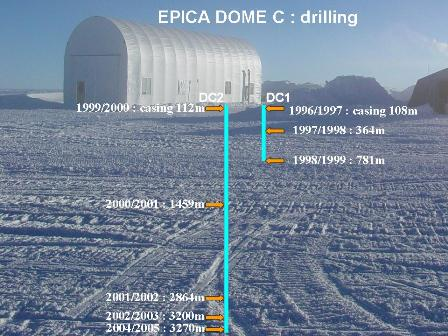 EPICA DOME C : drilling
DC2
DC1
1999/2000 : casing 112m
1996/1997 : casing 108m
1997/1998 : 364m
1998/1999 : 781m
2000/2001 : 1459m
2001/2002 : 2864m
2002/2003 : 3200m
2004/2005 : 3270m